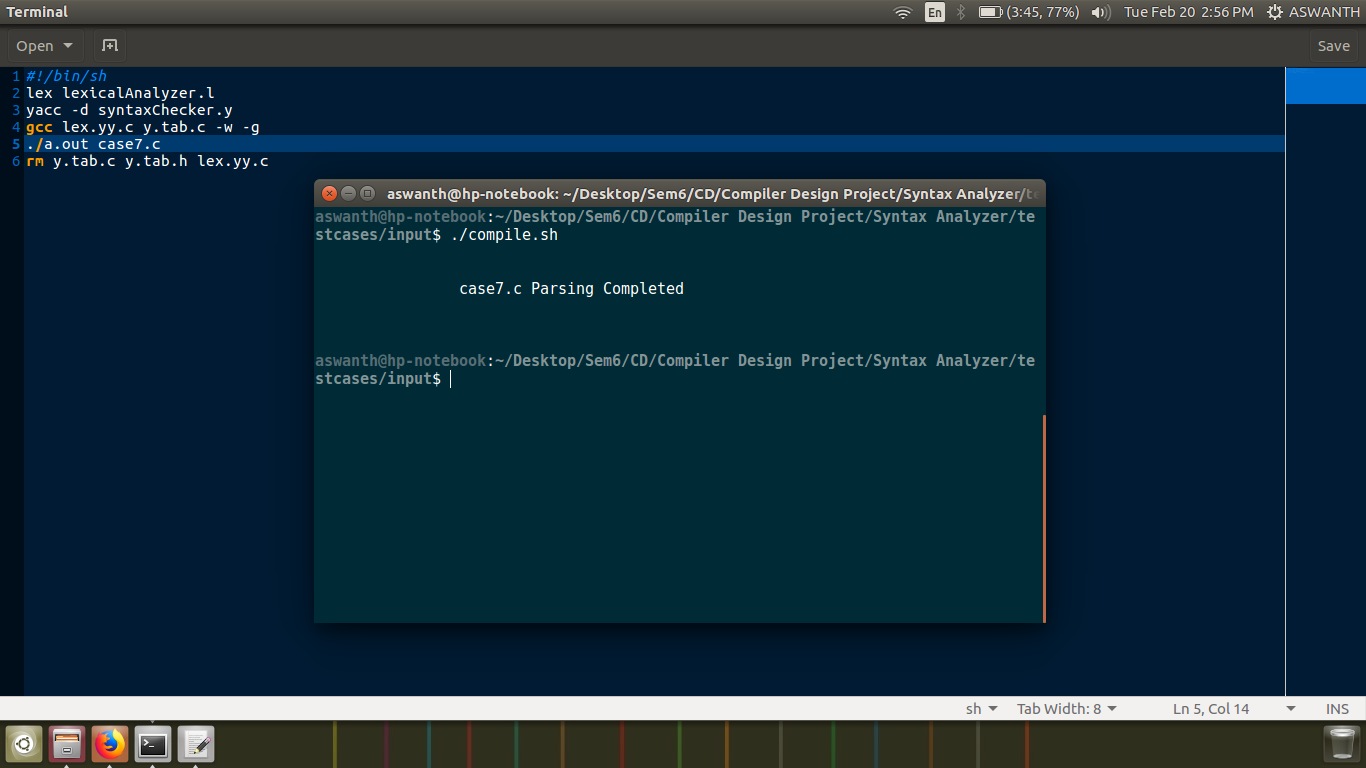 Terminal
En
(3:45, 77%)
Tue Feb 20 2:56 PM
ASWANTH
Open
Save
1 #!/bin/sh
2 lex lexicalAnalyzer.l
3 yacc -d syntaxChecker.y
4 gcc lex.yy.c y.tab.c -w -g
5 ./a.out case7.c
6 rm y.tab.c y.tab.h lex.yy.c
aswanth@hp-notebook: ~/Desktop/Sem6/CD/Compiler Design Project/Syntax Analyzer/te
aswanth@hp-notebook:~/Desktop/Sem6/CD/Compiler Design Project/Syntax Analyzer/te
stcases/input$ ./compile.sh
case7.c Parsing Completed
aswanth@hp-notebook:~/Desktop/Sem6/CD/Compiler Design Project/Syntax Analyzer/te
stcases/input$
sh
Tab Width: 8
Ln 5, Col 14
INS